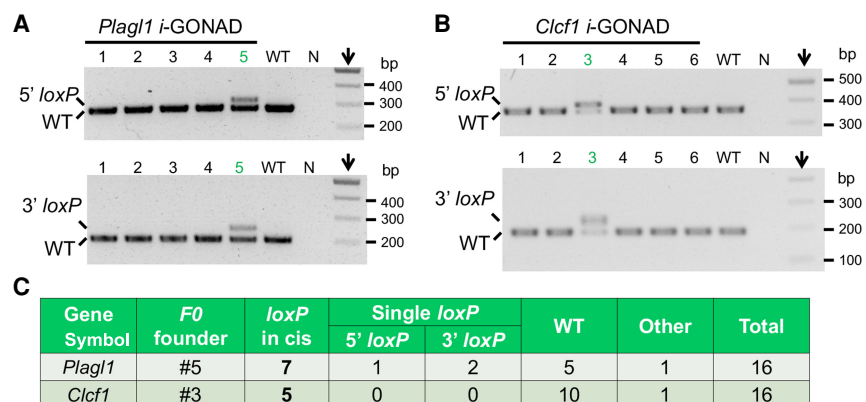 A
Plagl1 i-GONAD
1 2 3 4 5 WT N
bp
5' loxP
WT
400
300
200
1 2 3 4 5 WT N
bp
3' loxP
WT
400
300
200
B
Clcf1 i-GONAD
1 2 3 4 5 6 WT N
bp
5' loxP
WT
500
400
300
1 2 3 4 5 6 WT N
bp
3' loxP
WT
300
200
100
C
Gene Symbol F0 founder loxP in cis Single loxP WT Other Total
5' loxP 3' loxP
Plagl1 #5 7 1 2 5 1 16
Clcf1 #3 5 0 0 10 1 16